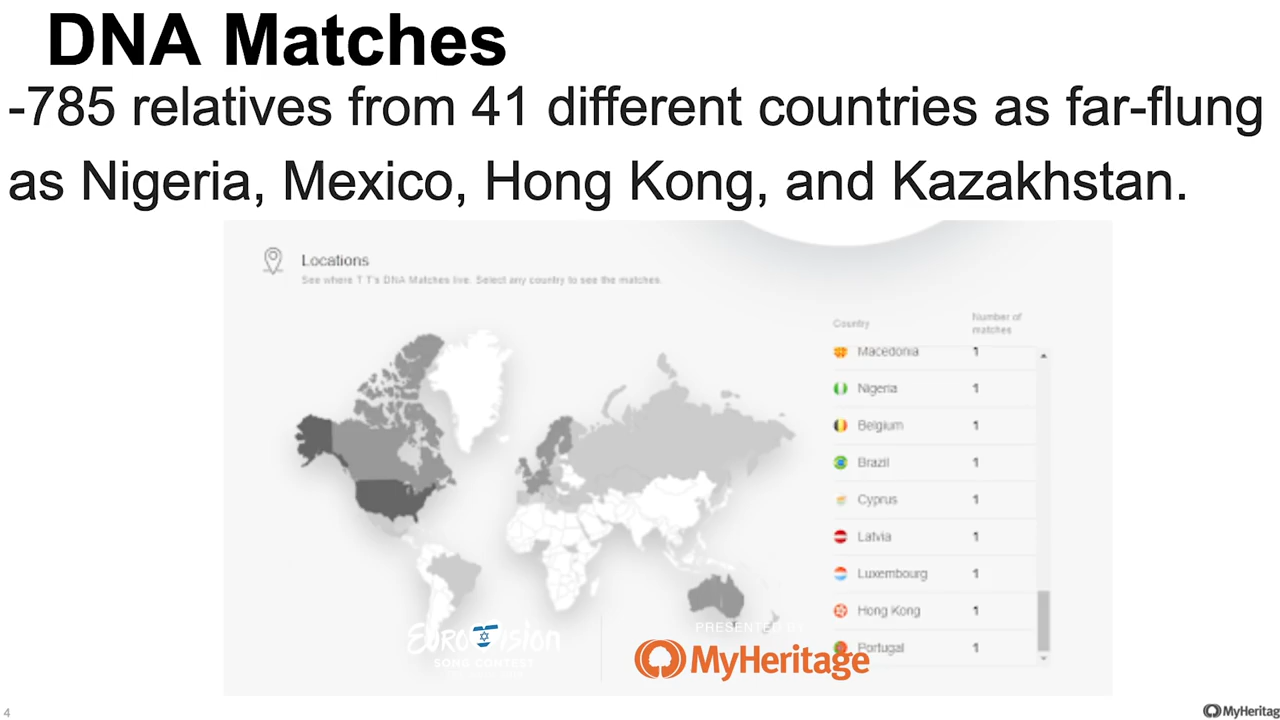 DNA Matches
-785 relatives from 41 different countries as far-flung
as Nigeria, Mexico, Hong Kong, and Kazakhstan.
Locations
See where T T's DNA Matches live. Select any country to see the matches.
Country Number of matches
Macedonia 1
Nigeria 1
Belgium 1
Brazil 1
Cyprus 1
Latvia 1
Luxembourg 1
Hong Kong 1
Portugal 1
EUROVISION
SONG CONTEST
PRESENTED BY
MyHeritage
4
MyHeritag